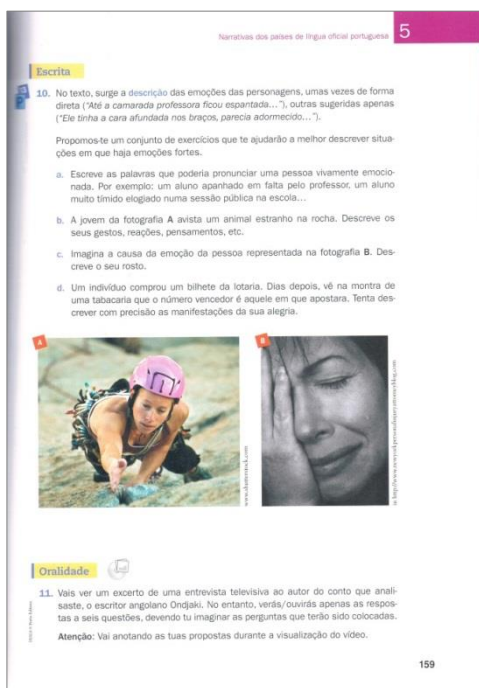 Narrativas dos países de língua oficial portuguesa 5
Escrita
10. No texto, surge a descrição das emoções das personagens, umas vezes de forma
direta ("Até a camarada professora ficou espantada..."), outras sugeridas apenas
("Ele tinha a cara afundada nos braços, parecia adormecido...").
Propomos-te um conjunto de exercícios que te ajudarão a melhor descrever situa-
ções em que haja emoções fortes.
a. Escreve as palavras que poderia pronunciar uma pessoa vivamente emocio-
nada. Por exemplo: um aluno apanhado em falta pelo professor, um aluno
muito tímido elogiado numa sessão pública na escola...
b. A jovem da fotografia A avista um animal estranho na rocha. Descreve os
seus gestos, reações, pensamentos, etc.
c. Imagina a causa da emoção da pessoa representada na fotografia B. Des-
creve o seu rosto.
d. Um indivíduo comprou um bilhete da lotaria. Dias depois, vê na montra de
uma tabacaria que o número vencedor é aquele em que apostara. Tenta des-
crever com precisão as manifestações da sua alegria.
A
B
www.shutterstock.com
Oralidade
11. Vais ver um excerto de uma entrevista televisiva ao autor do conto que anali-
saste, o escritor angolano Ondjaki. No entanto, verás/ouvirás apenas as respos-
tas a seis questões, devendo tu imaginar as perguntas que terão sido colocadas.
Atenção: Vai anotando as tuas propostas durante a visualização do vídeo.
159